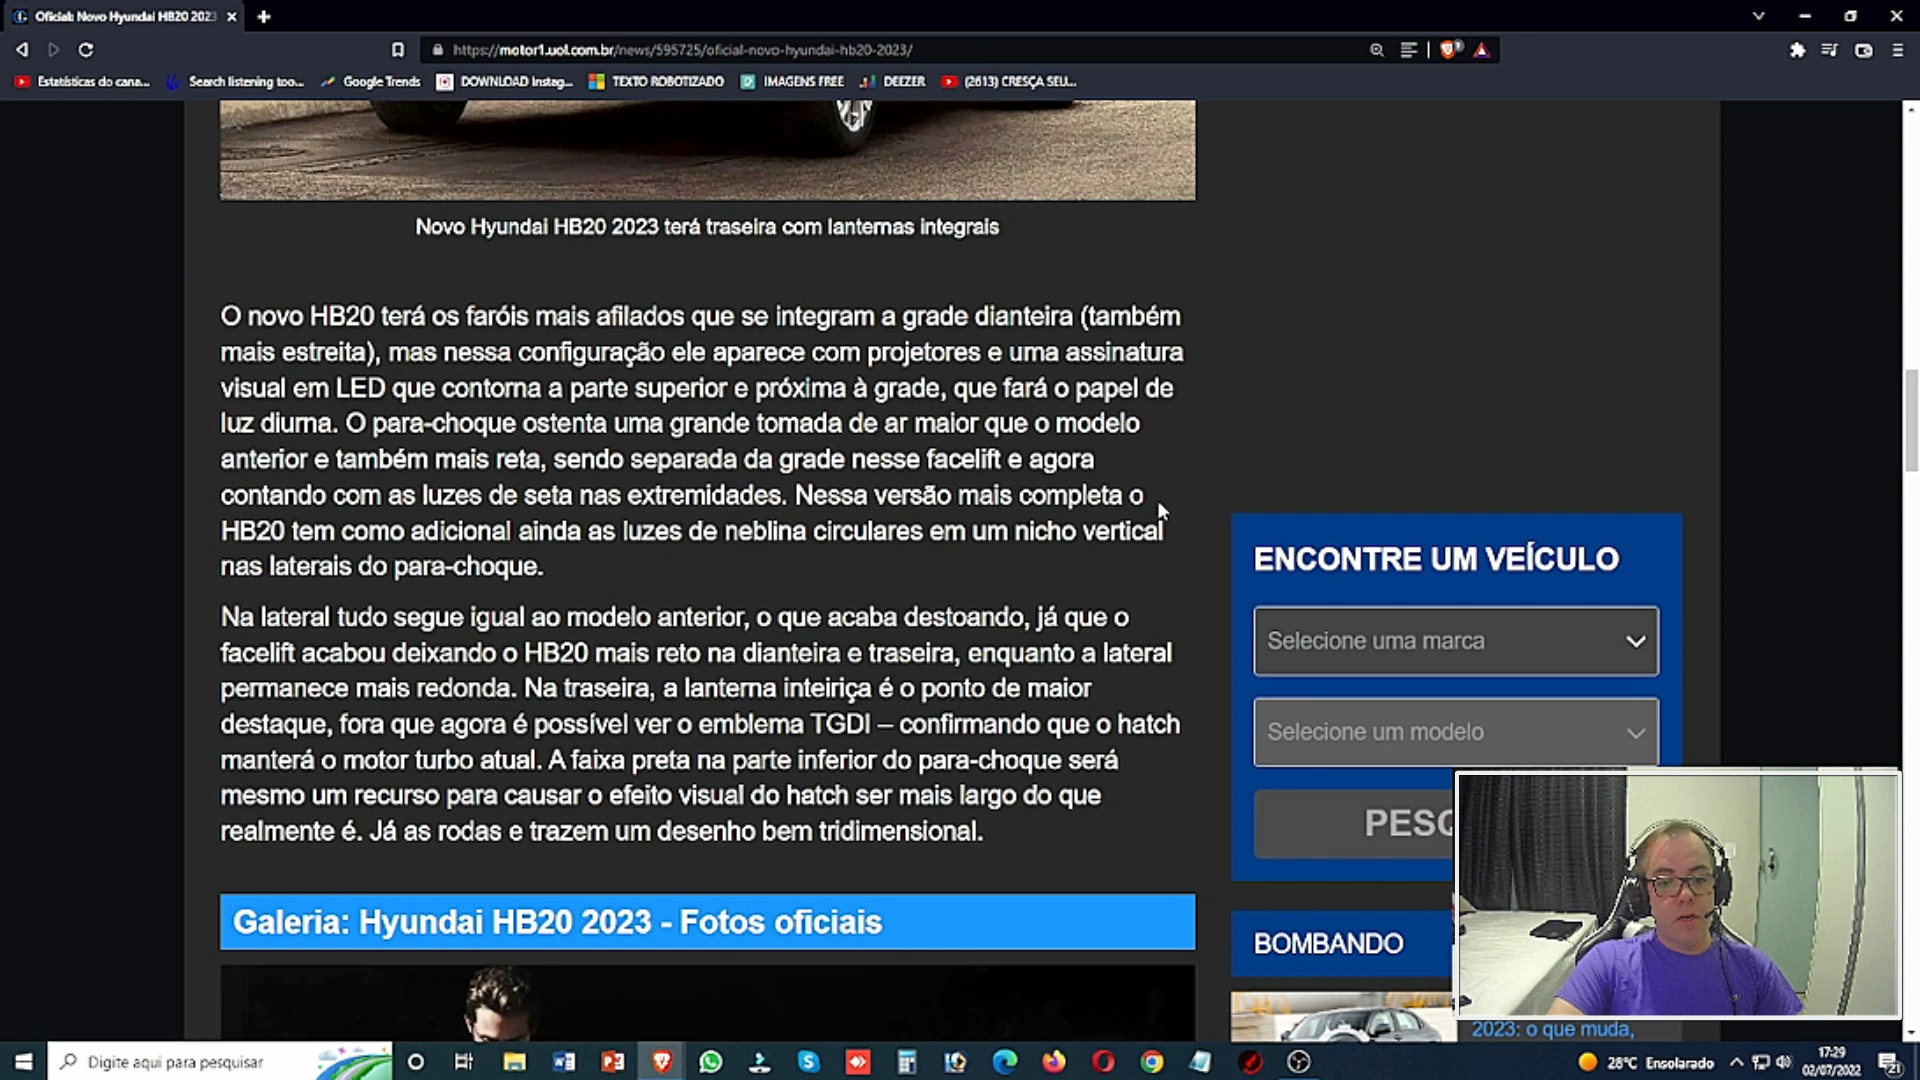 Oficial: Novo Hyundai HB20 2023
https://motor1.uol.com.br/news/595725/oficial-novo-hyundai-hb20-2023/
Estatísticas do cana...
Search listening too...
Google Trends
DOWNLOAD Instag...
TEXTO ROBOTIZADO
IMAGENS FREE
DEEZER
(2613) CRESÇA SEU...
Novo Hyundai HB20 2023 terá traseira com lanternas integrais
O novo HB20 terá os faróis mais afilados que se integram a grade dianteira (também
mais estreita), mas nessa configuração ele aparece com projetores e uma assinatura
visual em LED que contorna a parte superior e próxima à grade, que fará o papel de
luz diurna. O para-choque ostenta uma grande tomada de ar maior que o modelo
anterior e também mais reta, sendo separada da grade nesse facelift e agora
contando com as luzes de seta nas extremidades. Nessa versão mais completa o
HB20 tem como adicional ainda as luzes de neblina circulares em um nicho vertical
nas laterais do para-choque.
Na lateral tudo segue igual ao modelo anterior, o que acaba destoando, já que o
facelift acabou deixando o HB20 mais reto na dianteira e traseira, enquanto a lateral
permanece mais redonda. Na traseira, a lanterna inteiriça é o ponto de maior
destaque, fora que agora é possível ver o emblema TGDI – confirmando que o hatch
manterá o motor turbo atual. A faixa preta na parte inferior do para-choque será
mesmo um recurso para causar o efeito visual do hatch ser mais largo do que
realmente é. Já as rodas e trazem um desenho bem tridimensional.
Galeria: Hyundai HB20 2023 - Fotos oficiais
ENCONTRE UM VEÍCULO
Selecione uma marca
Selecione um modelo
PESQ
BOMBANDO
2023: o que muda,
Digite aqui para pesquisar
28°C Ensolarado
17:29
02/07/2022
21